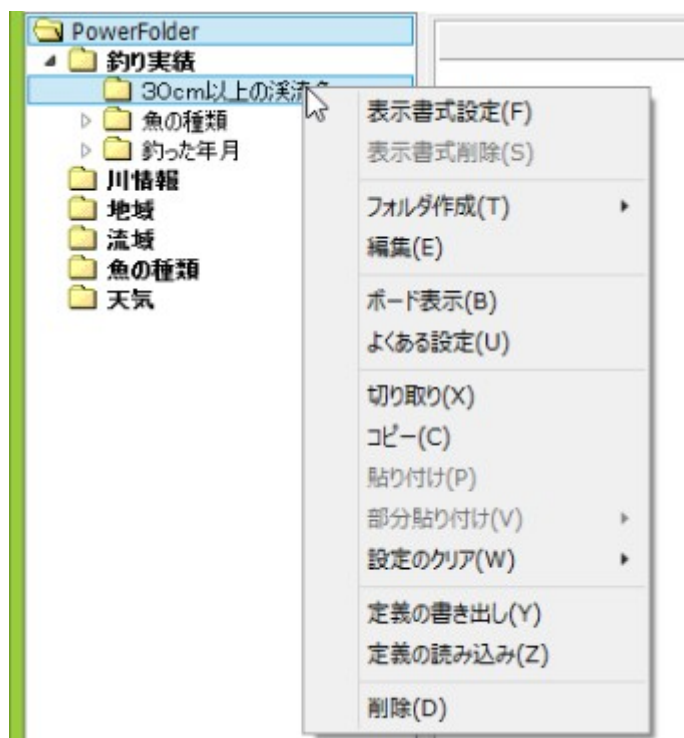 PowerFolder
釣り実績
30cm以上の渓流
魚の種類
釣った年月
川情報
地域
流域
魚の種類
天気
表示書式設定(F)
表示書式削除(S)
フォルダ作成(T)
編集(E)
ボード表示(B)
よくある設定(U)
切り取り(X)
コピー(C)
貼り付け(P)
部分貼り付け(V)
設定のクリア(W)
定義の書き出し(Y)
定義の読み込み(Z)
削除(D)